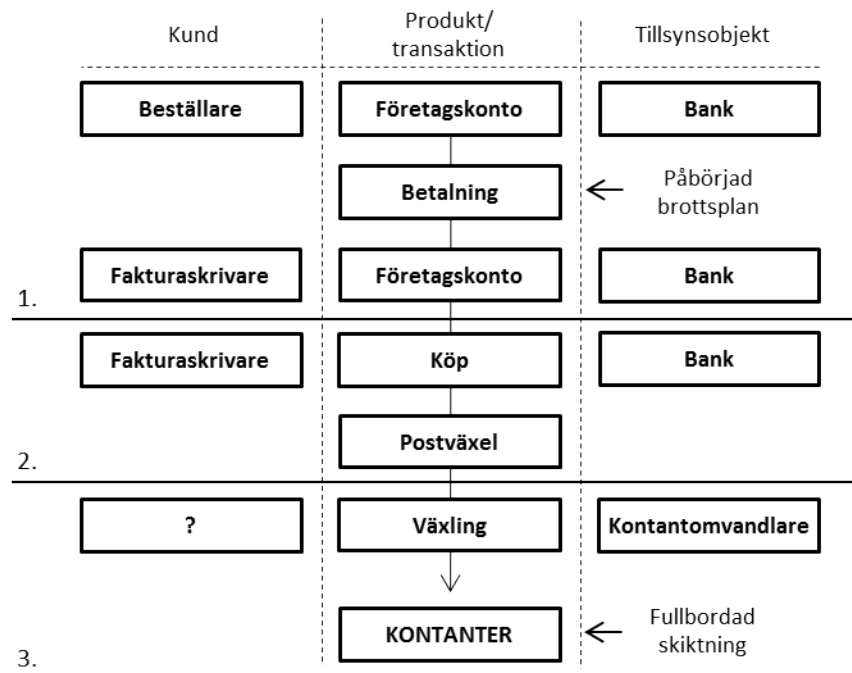 Kund
Produkt/
transaktion
Tillsynsobjekt
Beställare
Företagskonto
Bank
Betalning
Påbörjad
brottsplan
Fakturaskrivare
Företagskonto
Bank
1.
Fakturaskrivare
Köp
Bank
Postväxel
2.
?
Växling
Kontantomvandlare
KONTANTER
Fullbordad
skiktning
3.